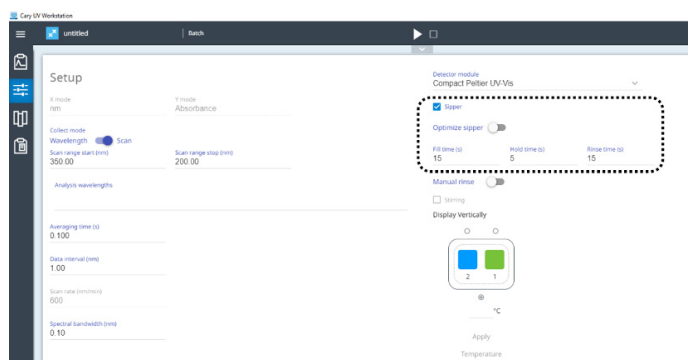 Cary UV Workstation
untitled
Batch
Setup
X mode
nm
Y mode
Absorbance
Collect mode
Wavelength Scan
Scan range start (nm)
350.00
Scan range stop (nm)
200.00
Analysis wavelengths
Averaging time (s)
0.100
Data interval (nm)
1.00
Scan rate (nm/min)
600
Spectral bandwidth (nm)
0.10
Detector module
Compact Peltier UV-Vis
Sipper
Optimize sipper
Fill time (s)
15
Hold time (s)
5
Rinse time (s)
15
Manual rinse
Stirring
Display Vertically
2 1
°C
Apply
Temperature